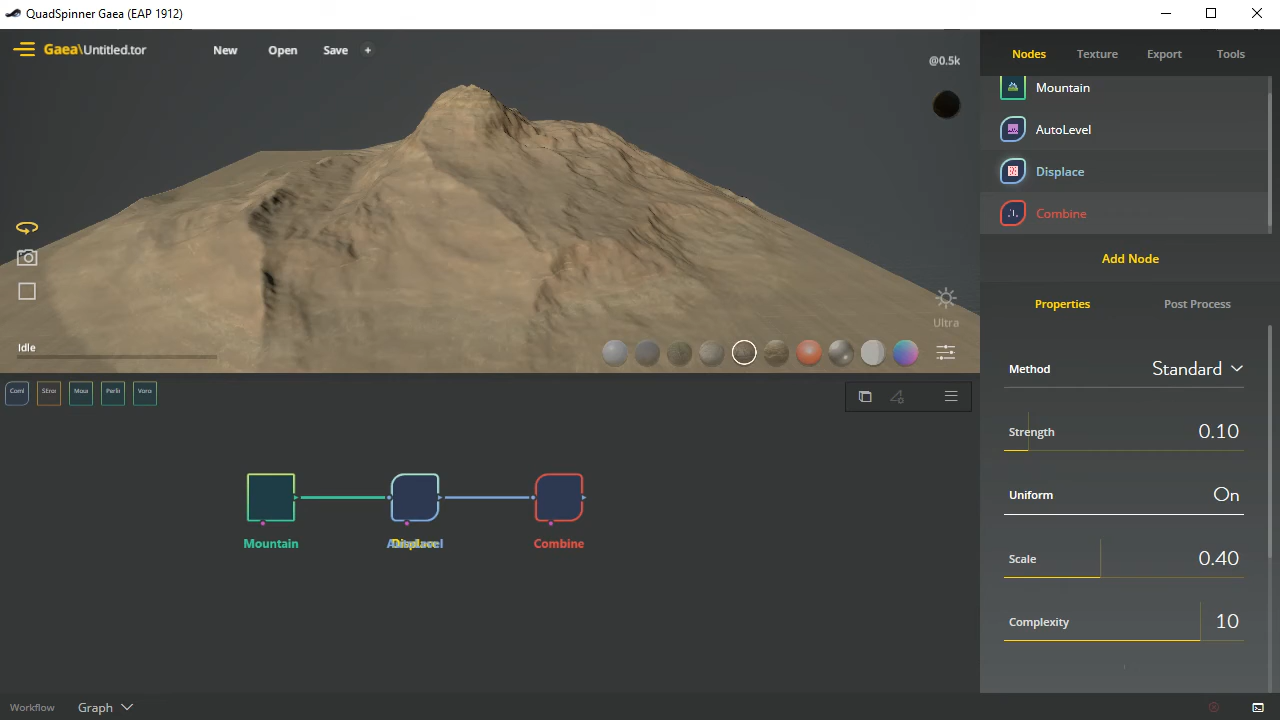 QuadSpinner Gaea (EAP 1912)
Gaea\Untitled.tor
New
Open
Save
+
@0.5k
Nodes
Texture
Export
Tools
Mountain
AutoLevel
Displace
Combine
Add Node
Properties
Post Process
Ultra
Idle
Method
Standard
Strength
0.10
Uniform
On
Scale
0.40
Complexity
10
Mountain
Displace
Combine
Workflow
Graph